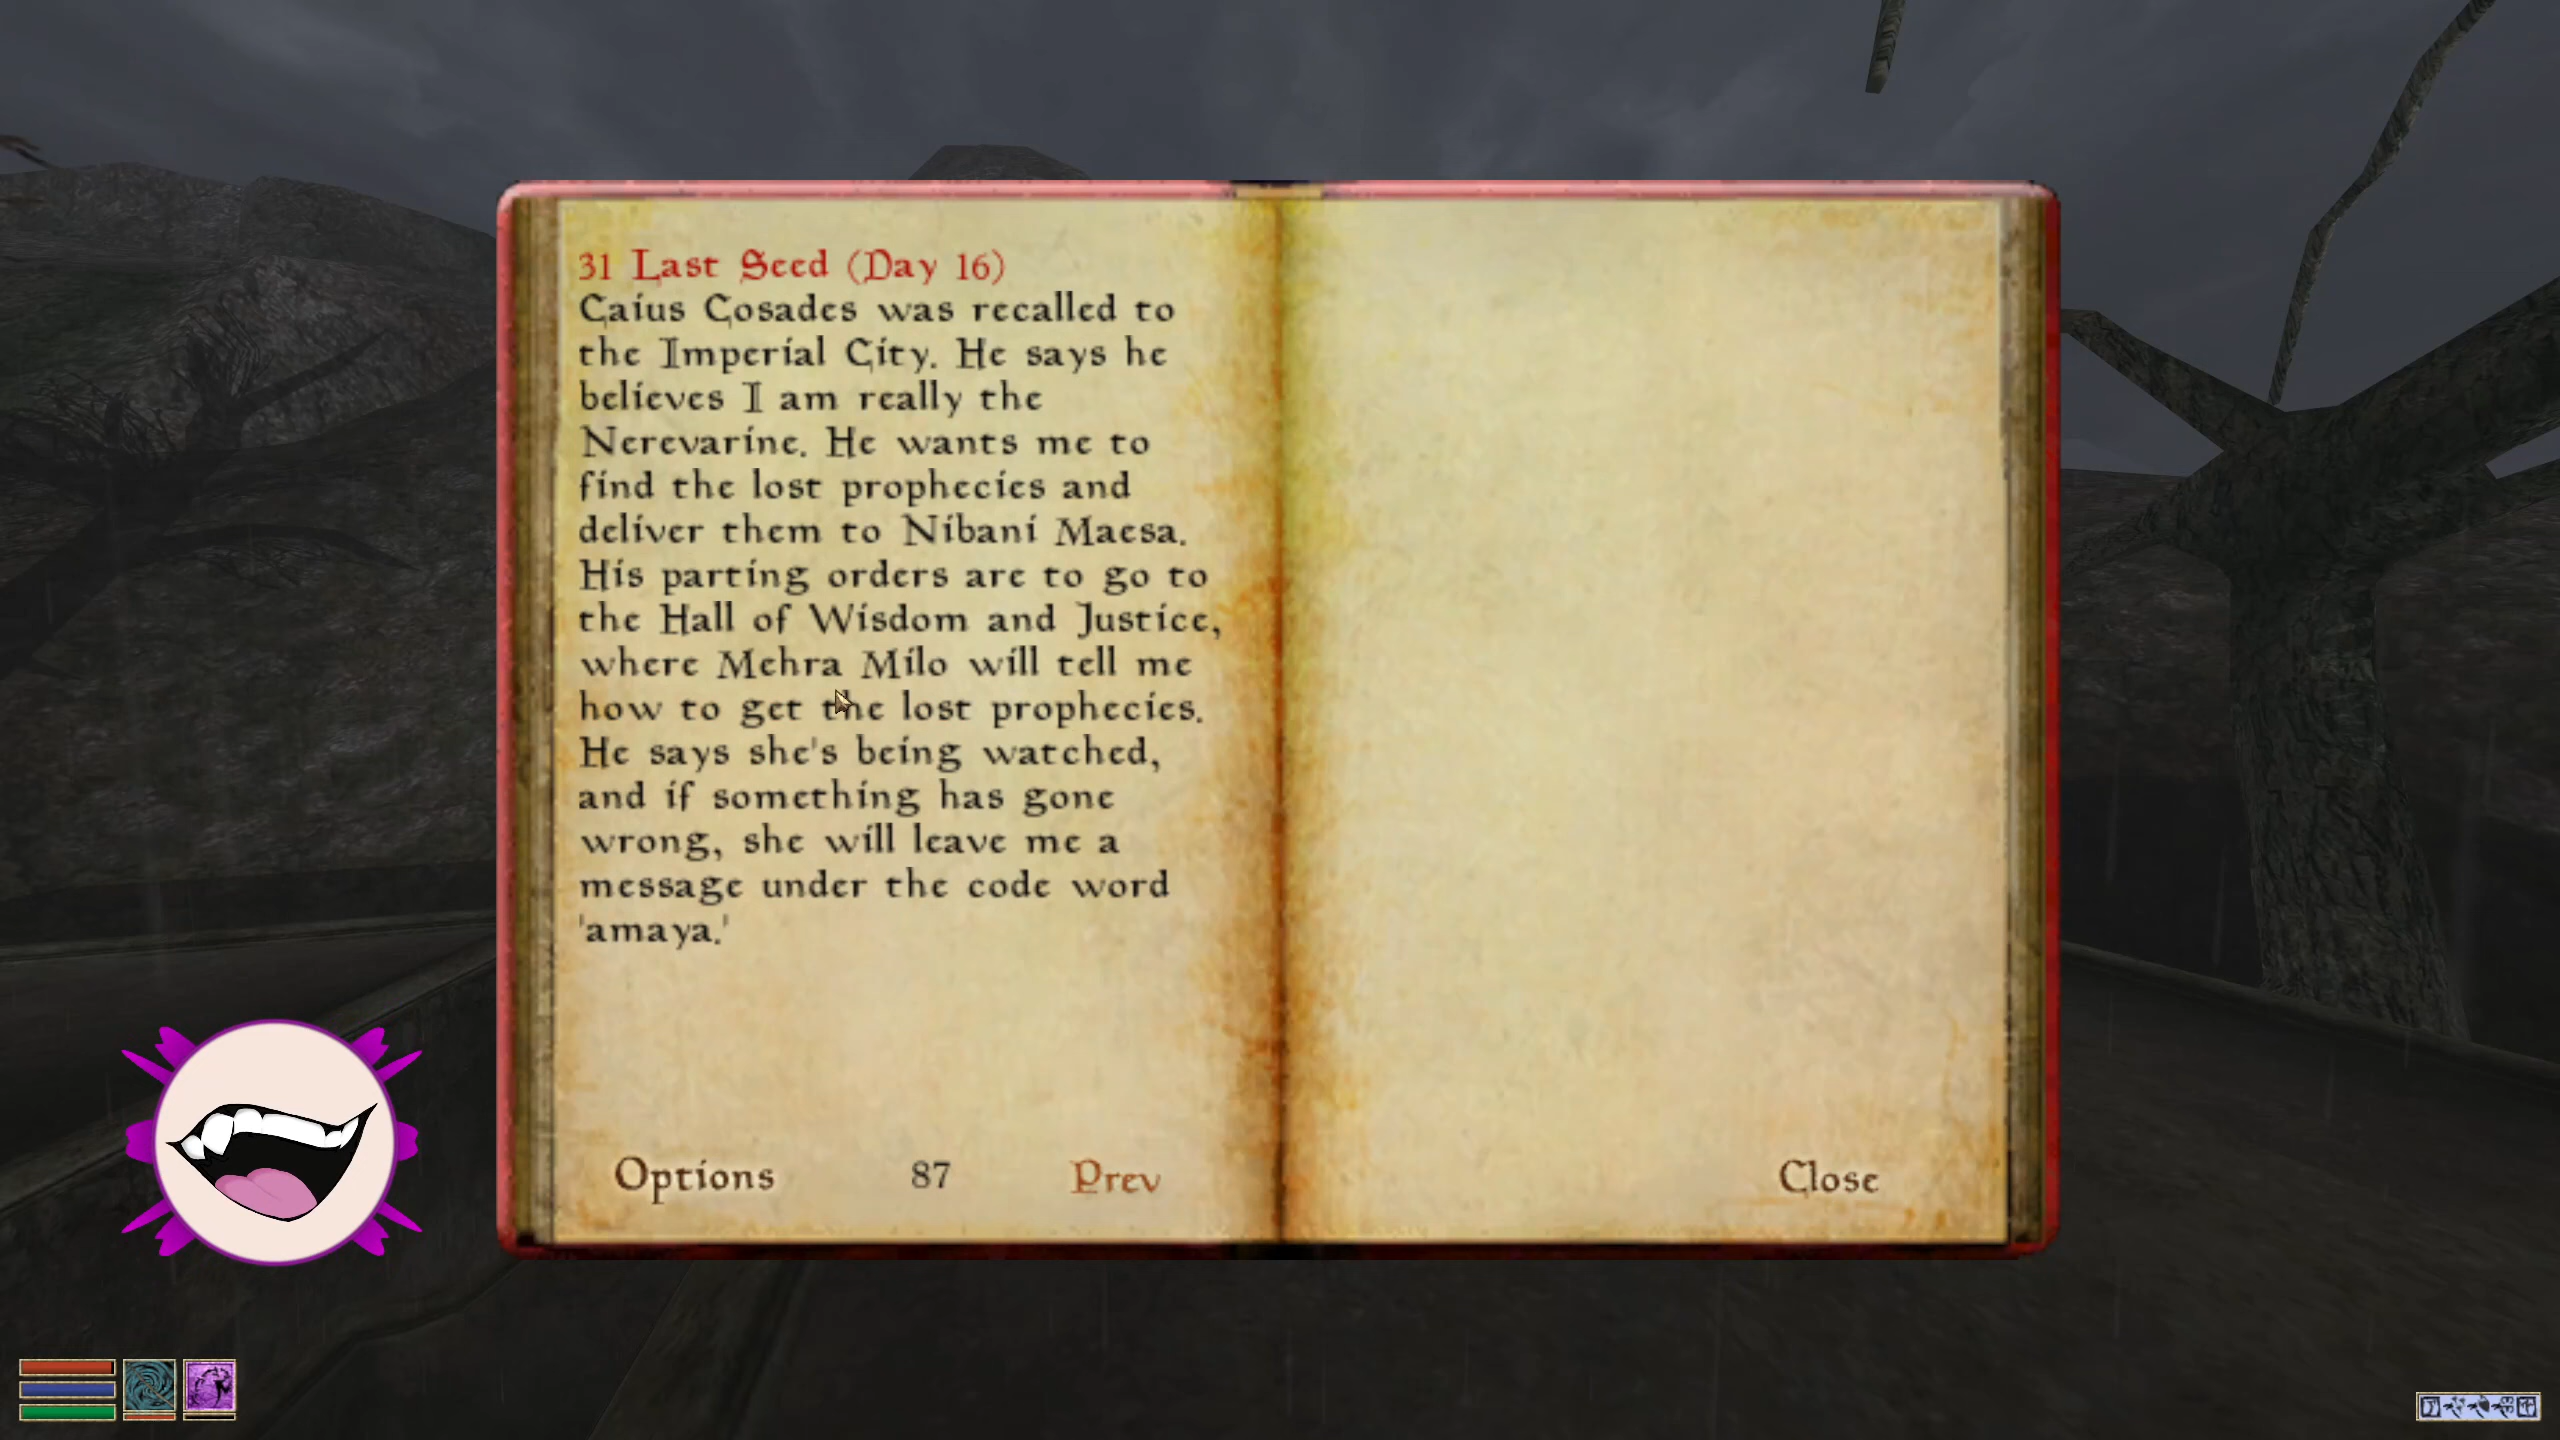 31 Last Seed (Day 16)
Caius Cosades was recalled to
the Imperial City. He says he
believes I am really the
Nerevarine. He wants me to
find the lost prophecies and
deliver them to Nibani Maesa.
His parting orders are to go to
the Hall of Wisdom and Justice,
where Mehra Milo will tell me
how to get the lost prophecies.
He says she's being watched,
and if something has gone
wrong, she will leave me a
message under the code word
'amaya.'
Options 87 Prev Close